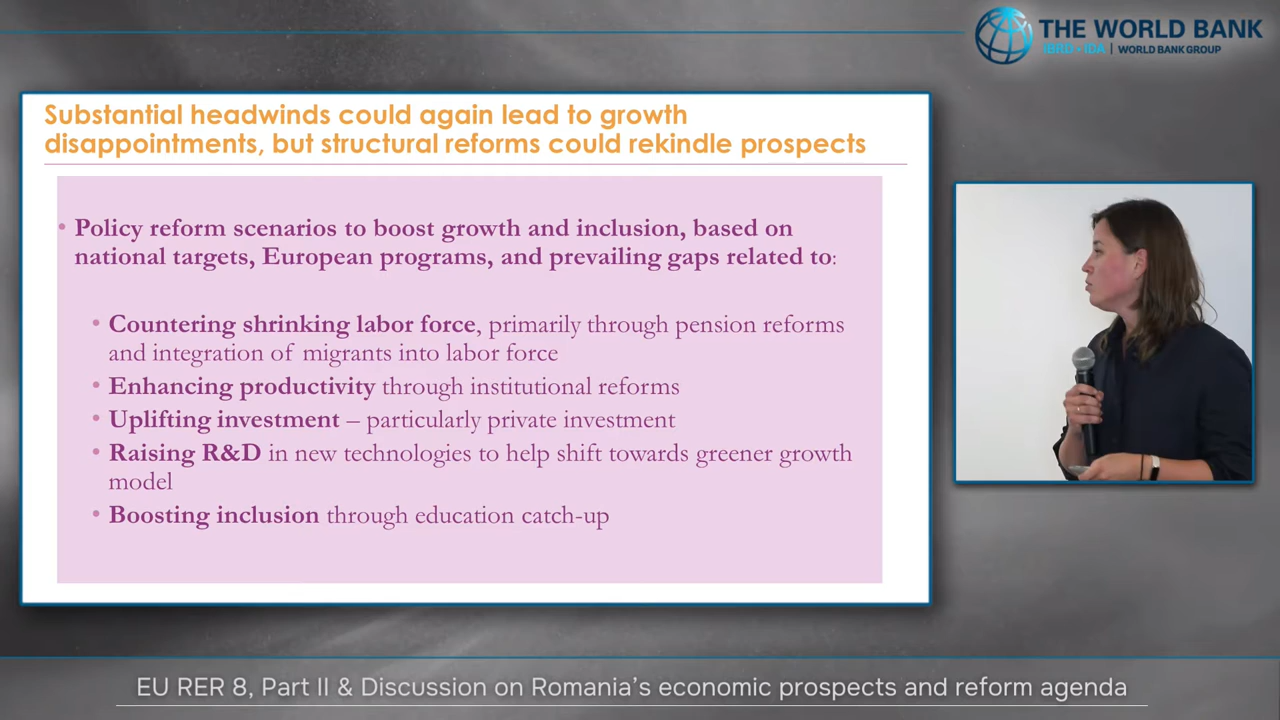 THE WORLD BANK
IBRD • IDA | WORLD BANK GROUP
Substantial headwinds could again lead to growth
disappointments, but structural reforms could rekindle prospects
• Policy reform scenarios to boost growth and inclusion, based on
national targets, European programs, and prevailing gaps related to:
• Countering shrinking labor force, primarily through pension reforms
and integration of migrants into labor force
• Enhancing productivity through institutional reforms
• Uplifting investment – particularly private investment
• Raising R&D in new technologies to help shift towards greener growth
model
• Boosting inclusion through education catch-up
EU RER 8, Part II & Discussion on Romania's economic prospects and reform agenda